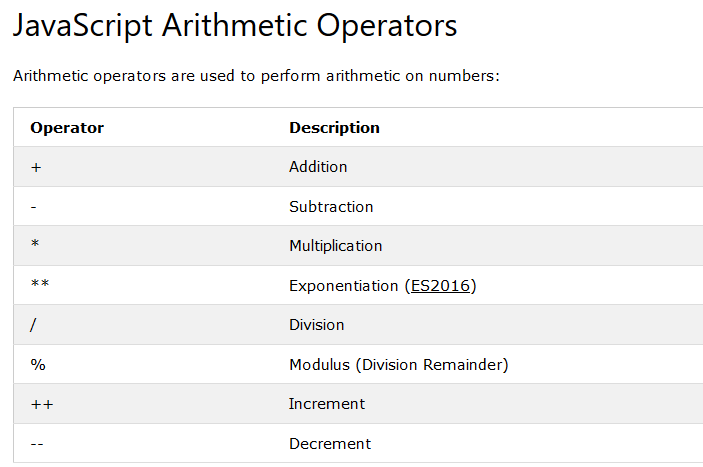 JavaScript Arithmetic Operators
Arithmetic operators are used to perform arithmetic on numbers:
Operator Description
+ Addition
- Subtraction
* Multiplication
** Exponentiation (ES2016)
/ Division
% Modulus (Division Remainder)
++ Increment
-- Decrement